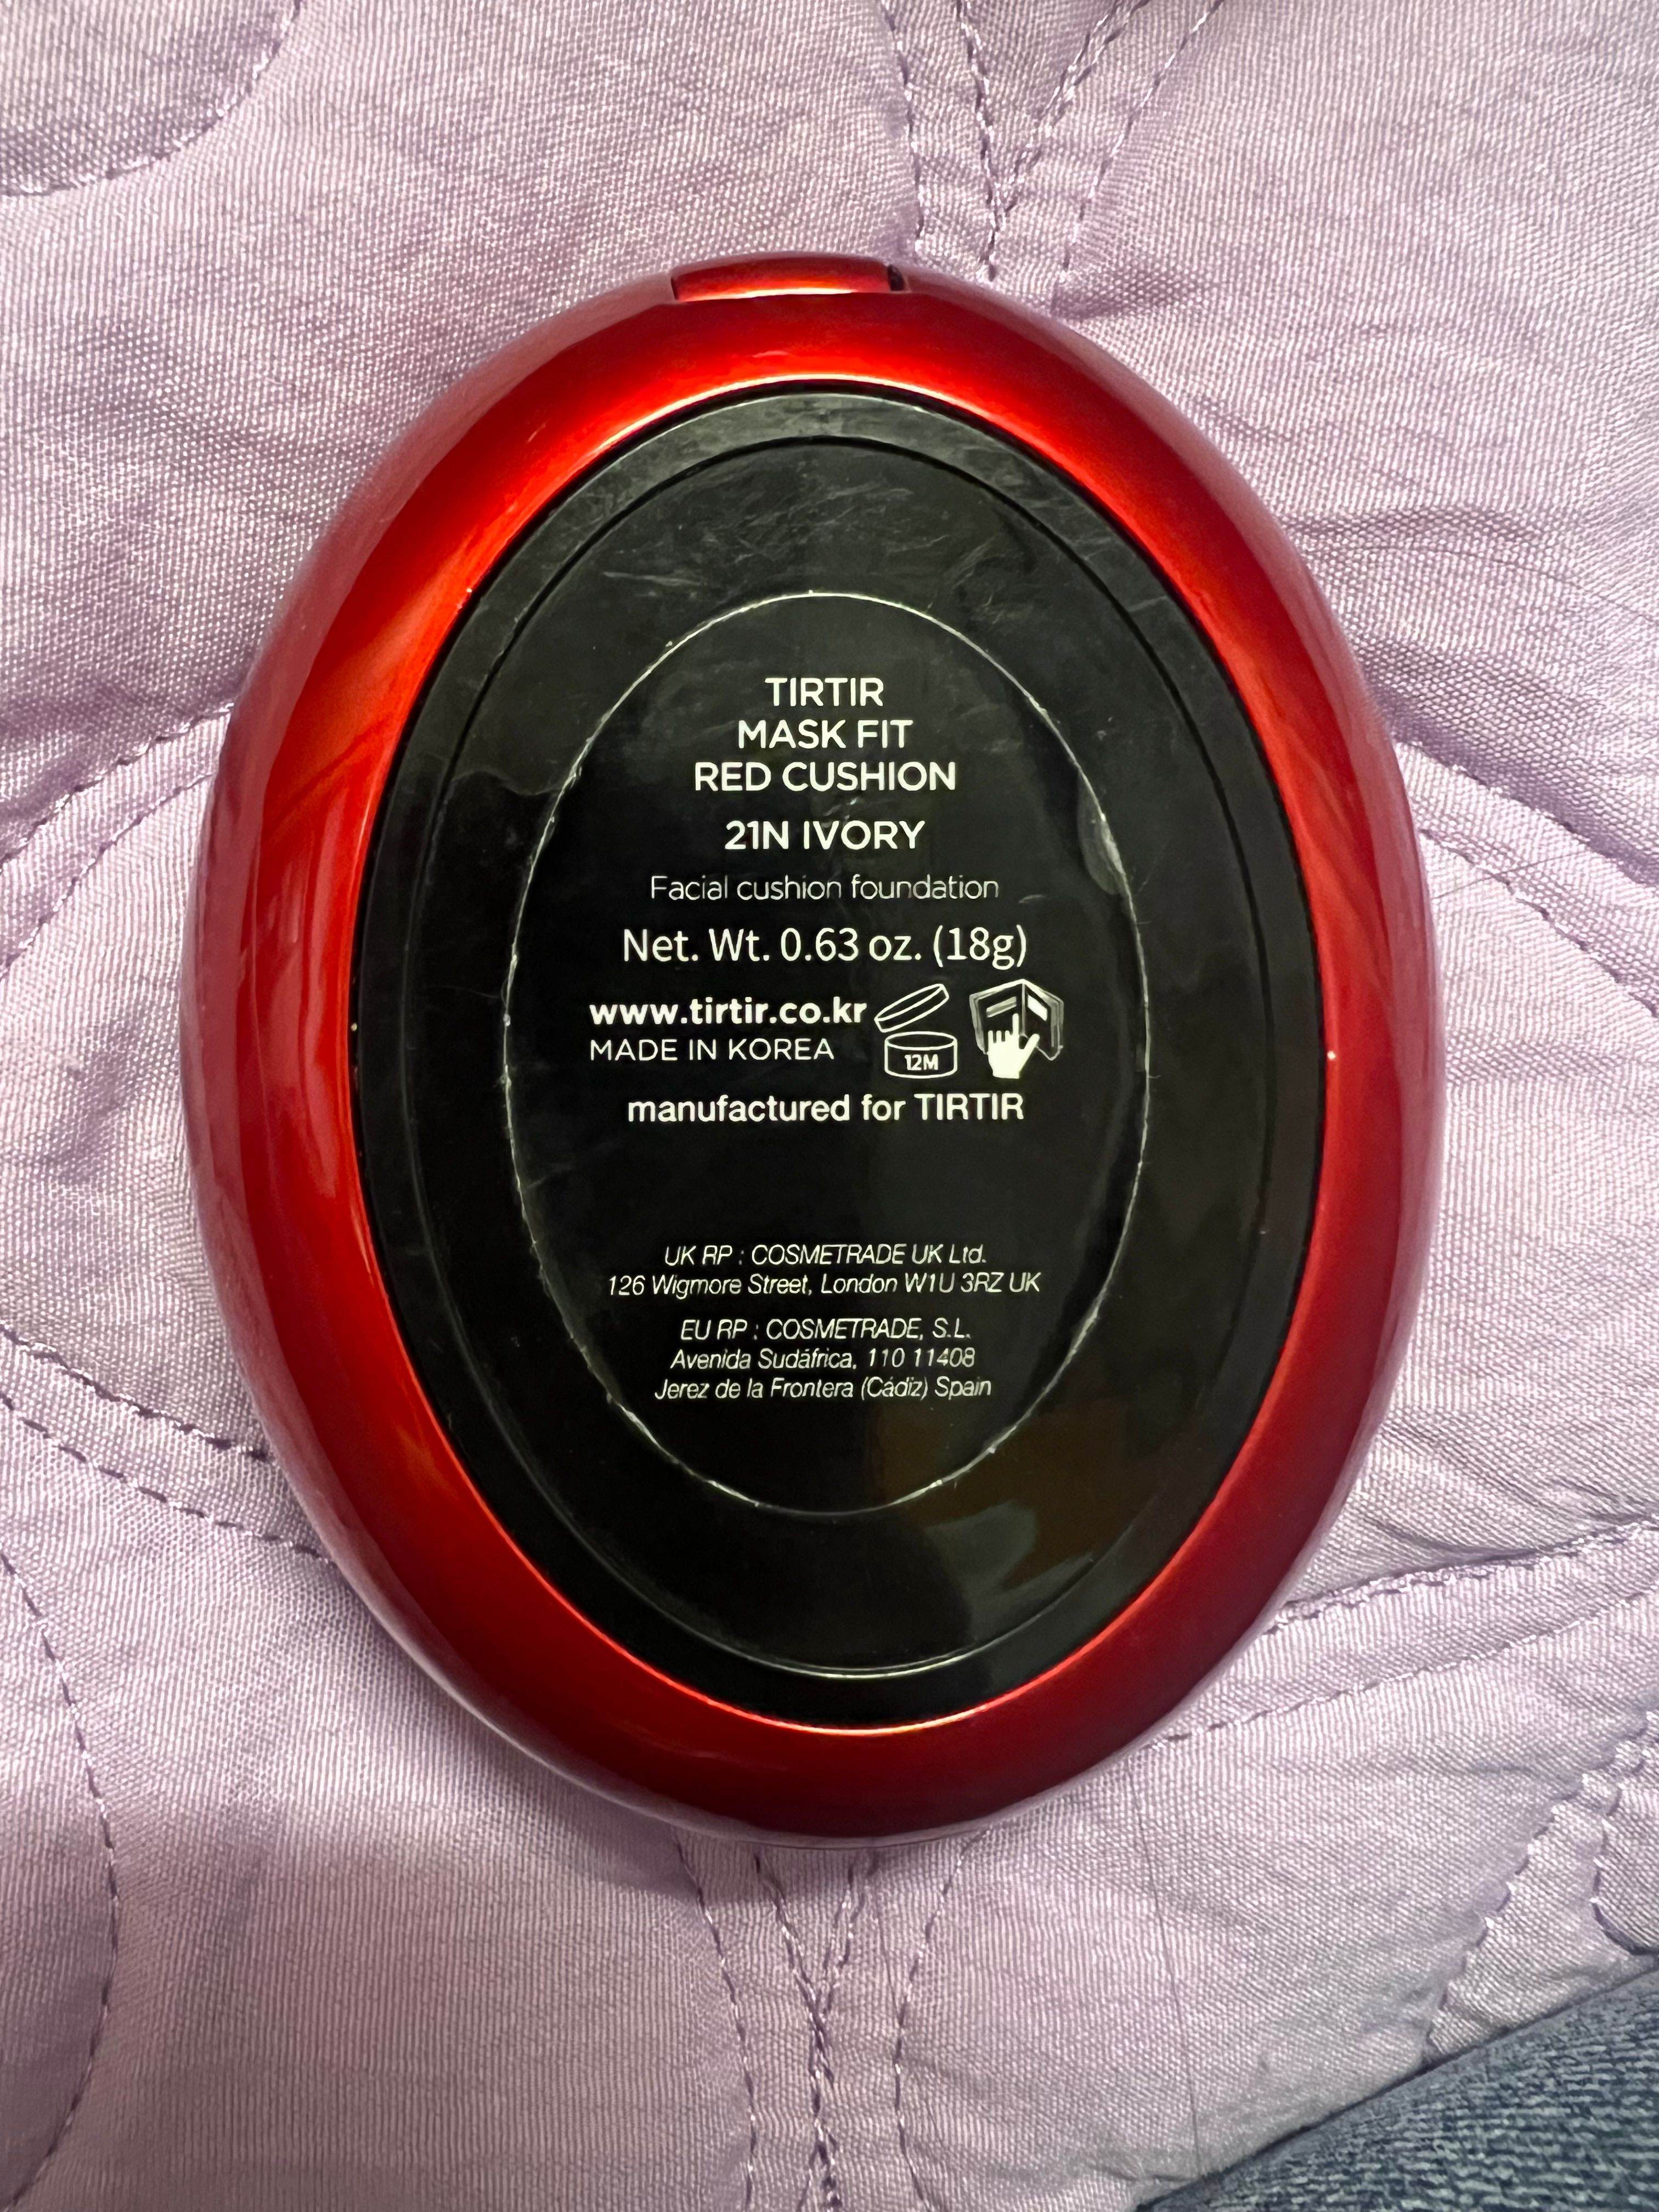 TIRTIR
MASK FIT
RED CUSHION
21N IVORY
Facial cushion foundation
Net. Wt. 0.63 oz. (18g)
www.tirtir.co.kr
MADE IN KOREA
12M
manufactured for TIRTIR
UK RP : COSMETRADE UK Ltd.
126 Wigmore Street, London W1U 3RZ UK
EU RP : COSMETRADE, S.L.
Avenida Sudáfrica, 110 11408
Jerez de la Frontera (Cádiz) Spain